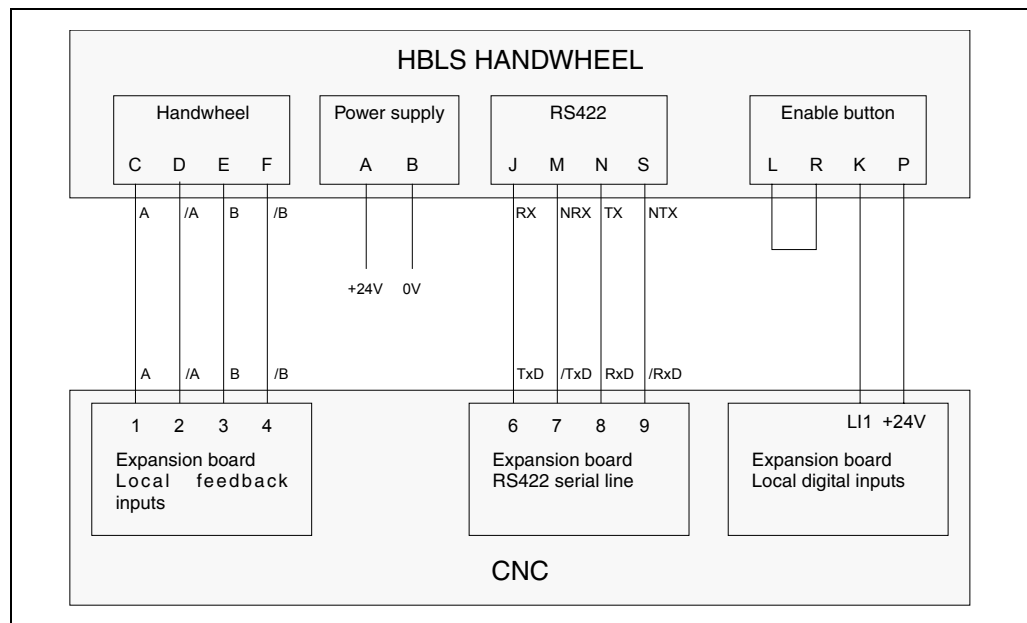 HBLS HANDWHEEL
Handwheel Power supply RS422 Enable button
C D E F A B J M N S L R K P
A /A B /B RX NRX TX NTX
+24V 0V
A /A B /B TxD /TxD RxD /RxD
1 2 3 4 6 7 8 9 LI1 +24V
Expansion board
Local feedback
inputs
Expansion board
RS422 serial line
Expansion board
Local digital inputs
CNC